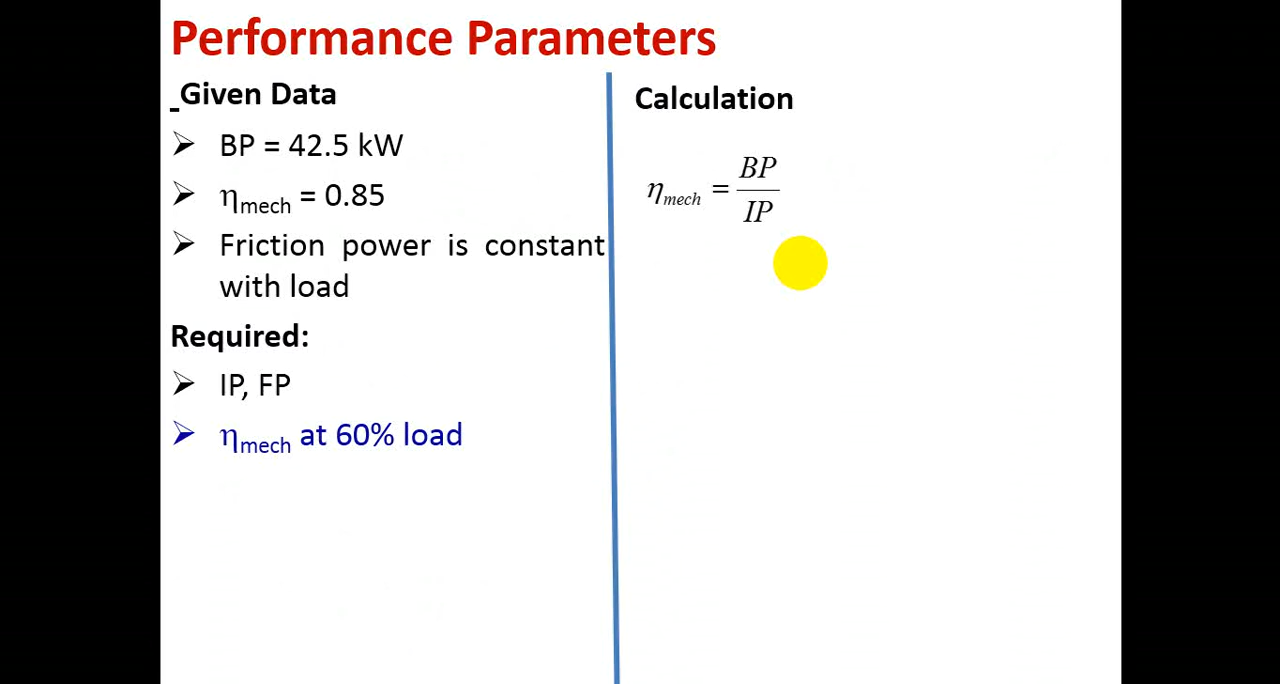 Performance Parameters
Given Data
➢ BP = 42.5 kW
➢ ηmech = 0.85
➢ Friction power is constant
with load
Required:
➢ IP, FP
➢ ηmech at 60% load
Calculation
ηmech = BP / IP